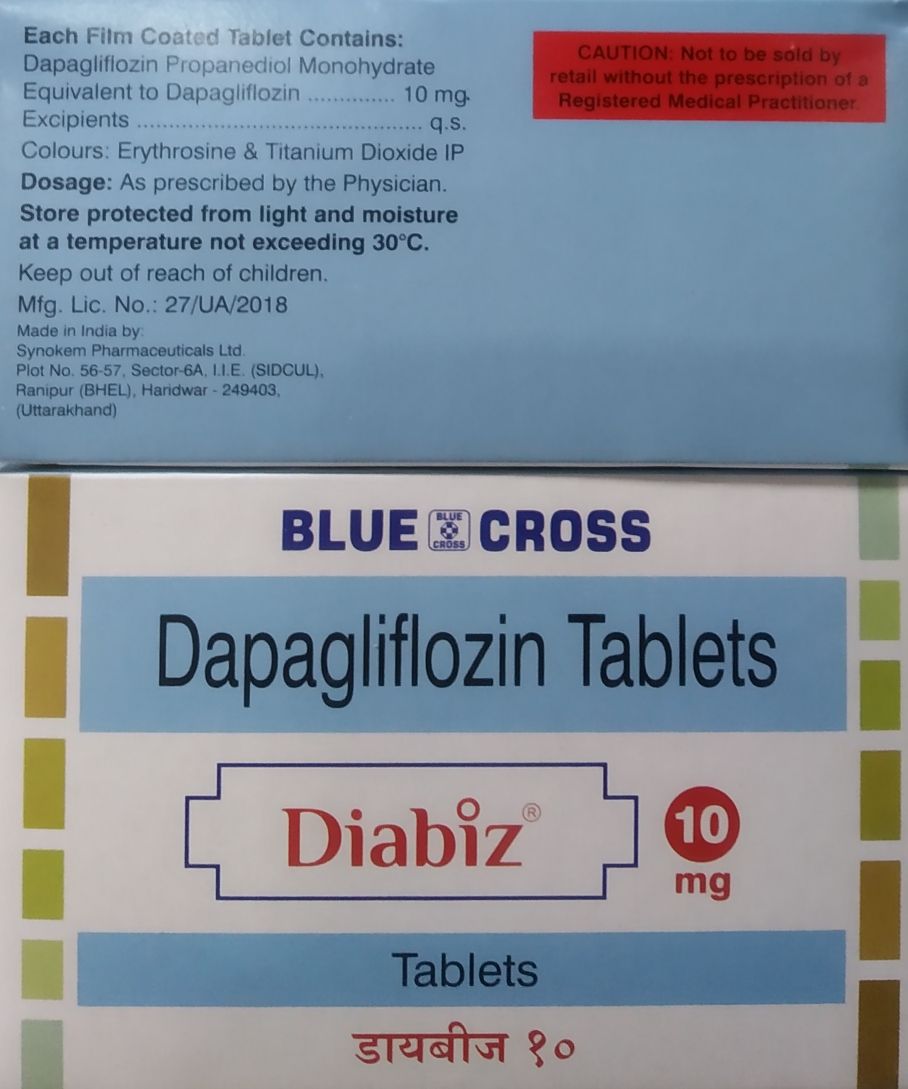 Each Film Coated Tablet Contains:
Dapagliflozin Propanediol Monohydrate
Equivalent to Dapagliflozin .............. 10 mg.
Excipients ........................................... q.s.
Colours: Erythrosine & Titanium Dioxide IP
Dosage: As prescribed by the Physician.
Store protected from light and moisture
at a temperature not exceeding 30°C.
Keep out of reach of children.
Mfg. Lic. No.: 27/UA/2018
Made in India by:
Synokem Pharmaceuticals Ltd.
Plot No. 56-57, Sector-6A, I.I.E. (SIDCUL),
Ranipur (BHEL), Haridwar - 249403,
(Uttarakhand)
CAUTION: Not to be sold by
retail without the prescription of a
Registered Medical Practitioner.
BLUE BLUE CROSS CROSS
Dapagliflozin Tablets
Diabiz® 10
mg
Tablets
डायबीज १०